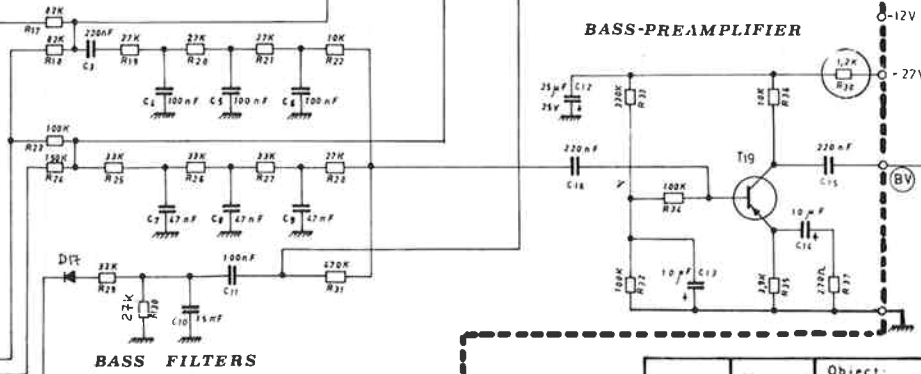 82K
R17
82K
R18
220nF
C3
27K
R19
27K
R20
27K
R21
10K
R22
C4
100nF
C5
100nF
C6
100nF
100K
R23
150K
R24
33K
R25
33K
R26
33K
R27
27K
R28
C7
47nF
C8
47nF
C9
47nF
D17
33K
R29
27K
R30
C10
15nF
100nF
C11
470K
R31
BASS FILTERS
BASS-PREAMPLIFIER
25µF
25V
C12
R33
10K
R36
1,2K
R38
-12V
-27V
220nF
C16
100K
R34
T19
220nF
C15
BV
10µF
C14
100K
R32
10µF
C13
3,9K
R35
270Ω
R37
Object: